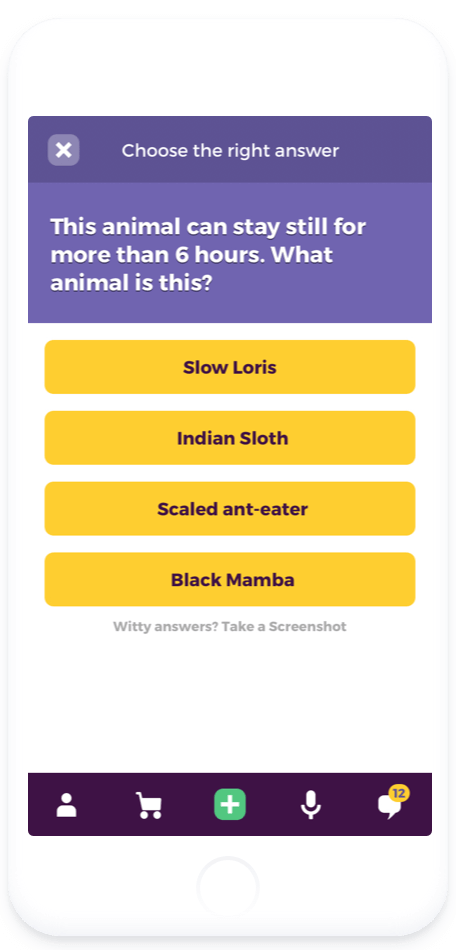 Choose the right answer
This animal can stay still for
more than 6 hours. What
animal is this?
Slow Loris
Indian Sloth
Scaled ant-eater
Black Mamba
Witty answers? Take a Screenshot
12